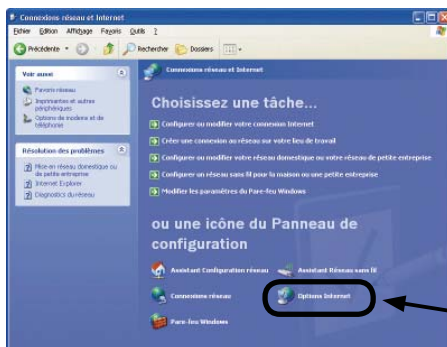 Connexions réseau et Internet
Fichier Edition Affichage Favoris Outils ?
Précédente Rechercher Dossiers
Voir aussi
Favoris réseau
Imprimantes et autres
périphériques
Options de modems et de
téléphonie
Résolution des problèmes
Mise en réseau domestique ou
de petite entreprise
Internet Explorer
Diagnostics du réseau
Connexions réseau et Internet
Choisissez une tâche...
Configurer ou modifier votre connexion Internet
Créer une connexion au réseau sur votre lieu de travail
Configurer ou modifier votre réseau domestique ou votre réseau de petite entreprise
Configurer un réseau sans fil pour la maison ou une petite entreprise
Modifier les paramètres du Pare-feu Windows
ou une icône du Panneau de
configuration
Assistant Configuration réseau
Assistant Réseau sans fil
Connexions réseau
Options Internet
Pare-feu Windows